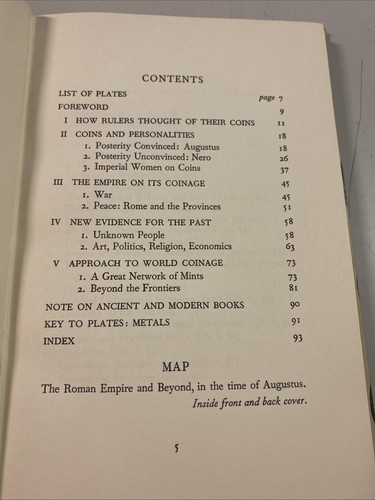 CONTENTS
LIST OF PLATES page 7
FOREWORD 9
I HOW RULERS THOUGHT OF THEIR COINS 11
II COINS AND PERSONALITIES 18
1. Posterity Convinced: Augustus 18
2. Posterity Unconvinced: Nero 26
3. Imperial Women on Coins 37
III THE EMPIRE ON ITS COINAGE 45
1. War 45
2. Peace: Rome and the Provinces 51
IV NEW EVIDENCE FOR THE PAST 58
1. Unknown People 58
2. Art, Politics, Religion, Economics 63
V APPROACH TO WORLD COINAGE 73
1. A Great Network of Mints 73
2. Beyond the Frontiers 81
NOTE ON ANCIENT AND MODERN BOOKS 90
KEY TO PLATES: METALS 91
INDEX 93
MAP
The Roman Empire and Beyond, in the time of Augustus.
Inside front and back cover.
5